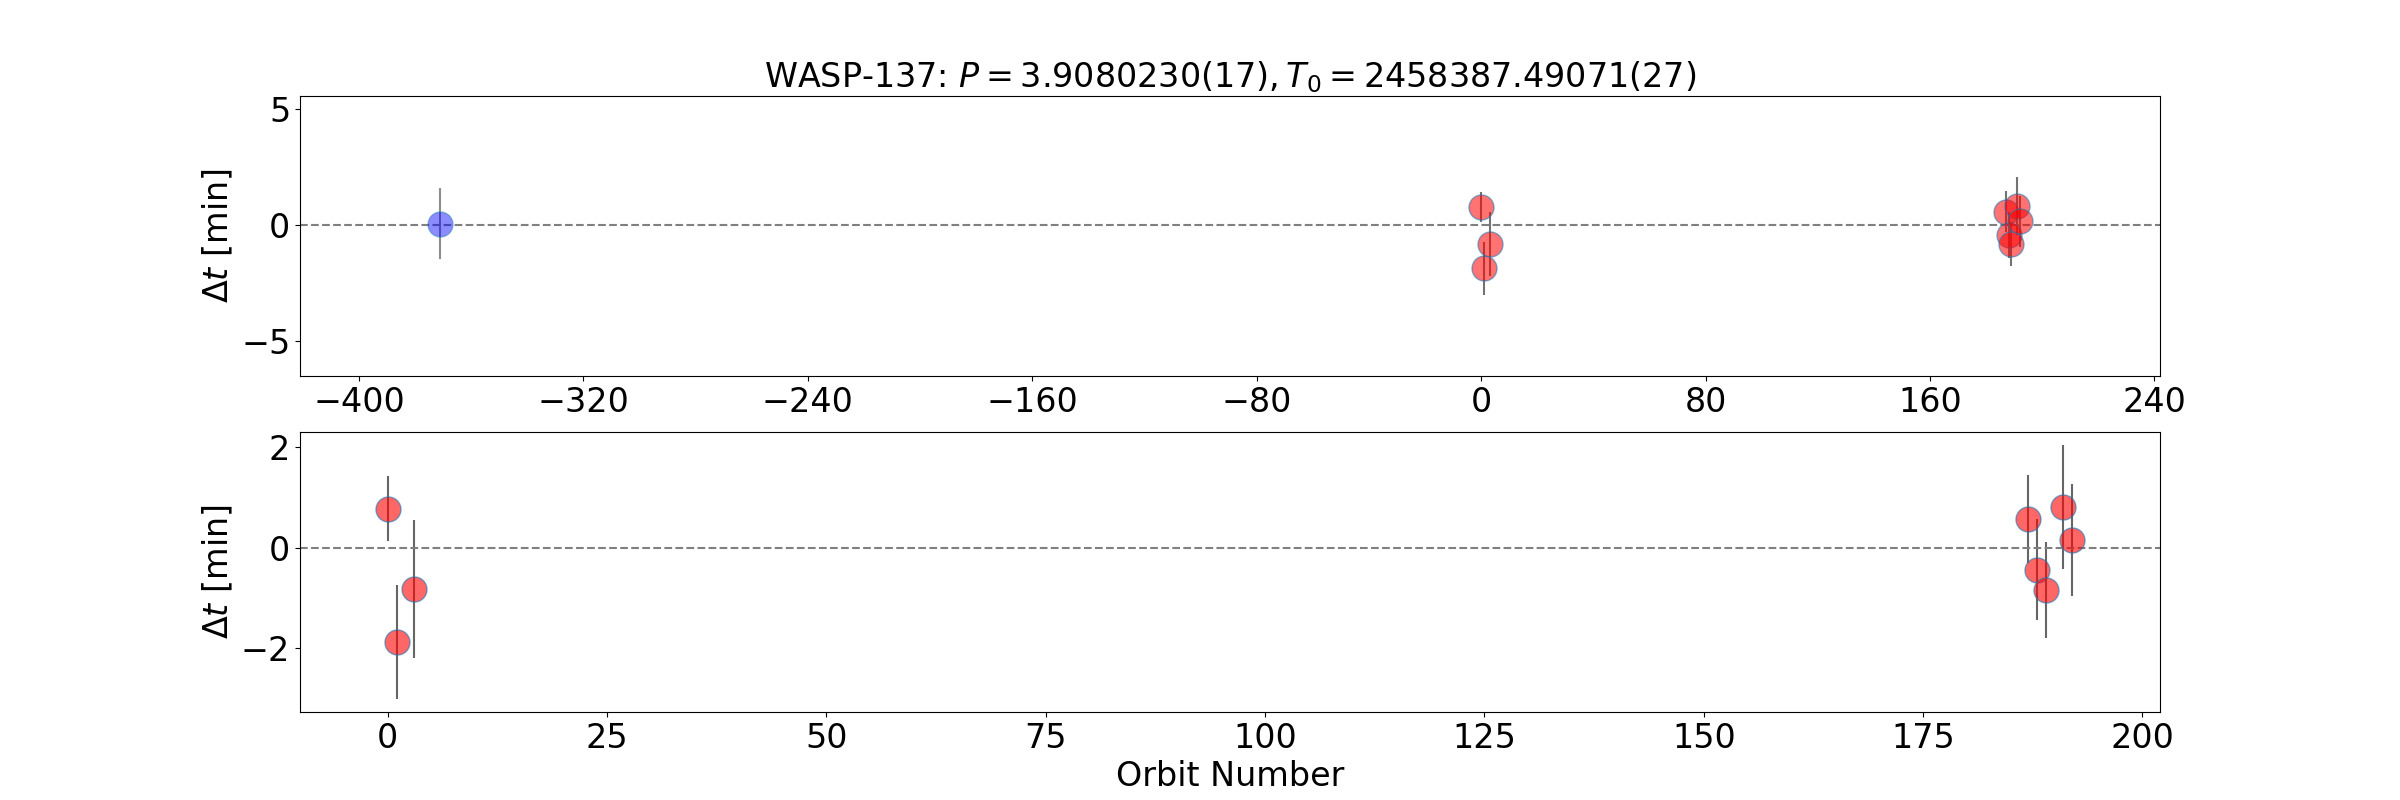 WASP-137: P = 3.9080230(17), T₀ = 2458387.49071(27)
5
0
−5
Δt [min]
−400 −320 −240 −160 −80 0 80 160 240
2
0
−2
Δt [min]
0 25 50 75 100 125 150 175 200
Orbit Number